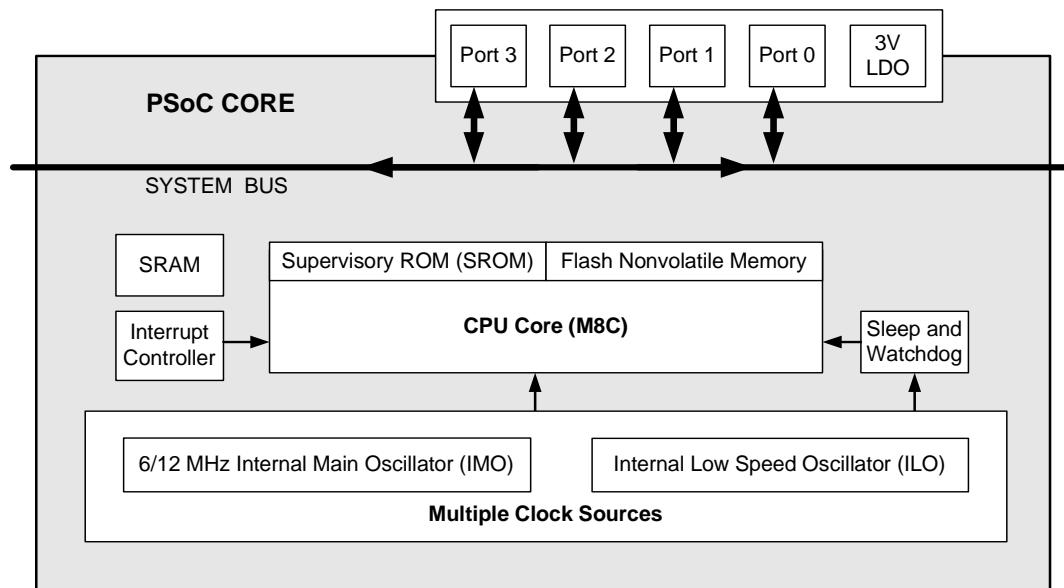 Port 3
Port 2
Port 1
Port 0
3V
LDO
PSoC CORE
SYSTEM BUS
SRAM
Supervisory ROM (SROM)
Flash Nonvolatile Memory
CPU Core (M8C)
Interrupt
Controller
Sleep and
Watchdog
6/12 MHz Internal Main Oscillator (IMO)
Internal Low Speed Oscillator (ILO)
Multiple Clock Sources